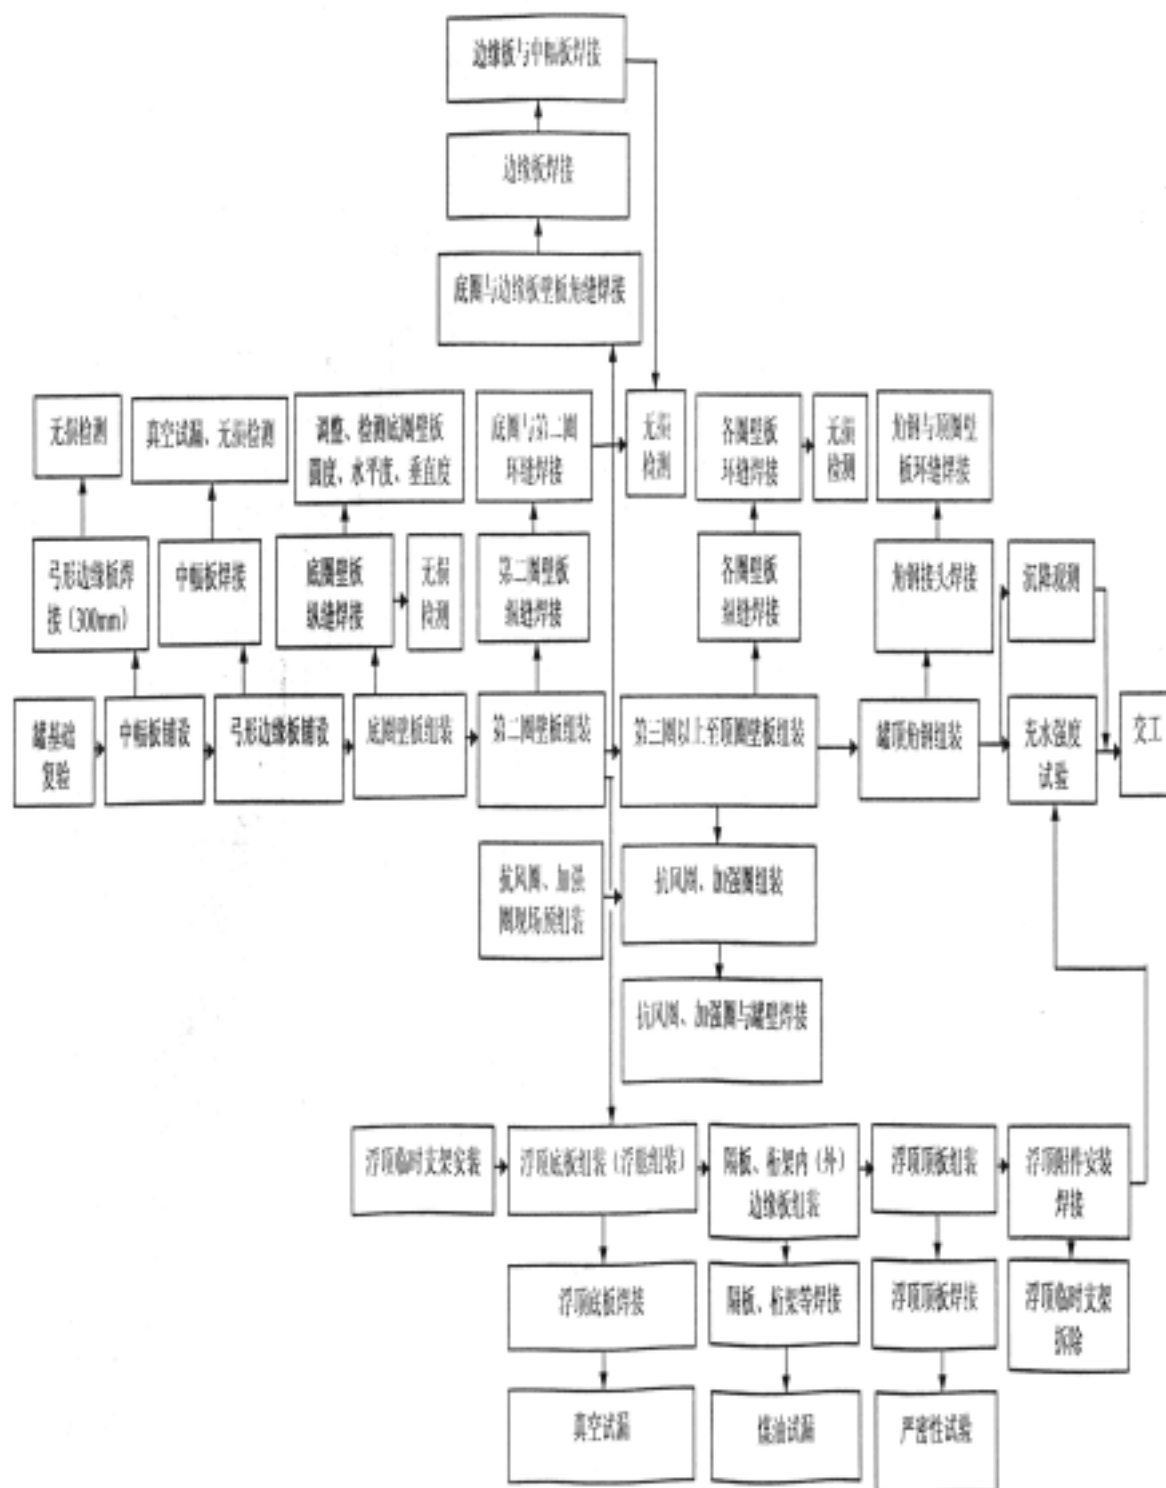 边缘板与中幅板焊接
边缘板焊接
底圈与边缘板壁板角缝焊接
无损检测
真空试漏、无损检测
调整、检测底圈壁板
圆度、水平度、垂直度
底圈与第二圈
环缝焊接
无损
检测
各圈壁板
环缝焊接
无损
检测
角钢与顶圈壁
板环缝焊接
弓形边缘板焊
接（300mm）
中幅板焊接
底圈壁板
纵缝焊接
无损
检测
第二圈壁板
纵缝焊接
各圈壁板
纵缝焊接
角钢接头焊接
沉降观测
罐基础
复验
中幅板铺设
弓形边缘板铺设
底圈壁板组装
第二圈壁板组装
第三圈以上至顶圈壁板组装
罐顶角钢组装
充水强度
试验
交工
抗风圈、加强
圈现场预组装
抗风圈、加强圈组装
抗风圈、加强圈与罐壁焊接
浮顶临时支架安装
浮顶底板组装（浮船组装）
隔板、桁架内（外）
边缘板组装
浮顶顶板组装
浮顶附件安装
焊接
浮顶底板焊接
隔板、桁架等焊接
浮顶顶板焊接
浮顶临时支架
拆除
真空试漏
煤油试漏
严密性试验